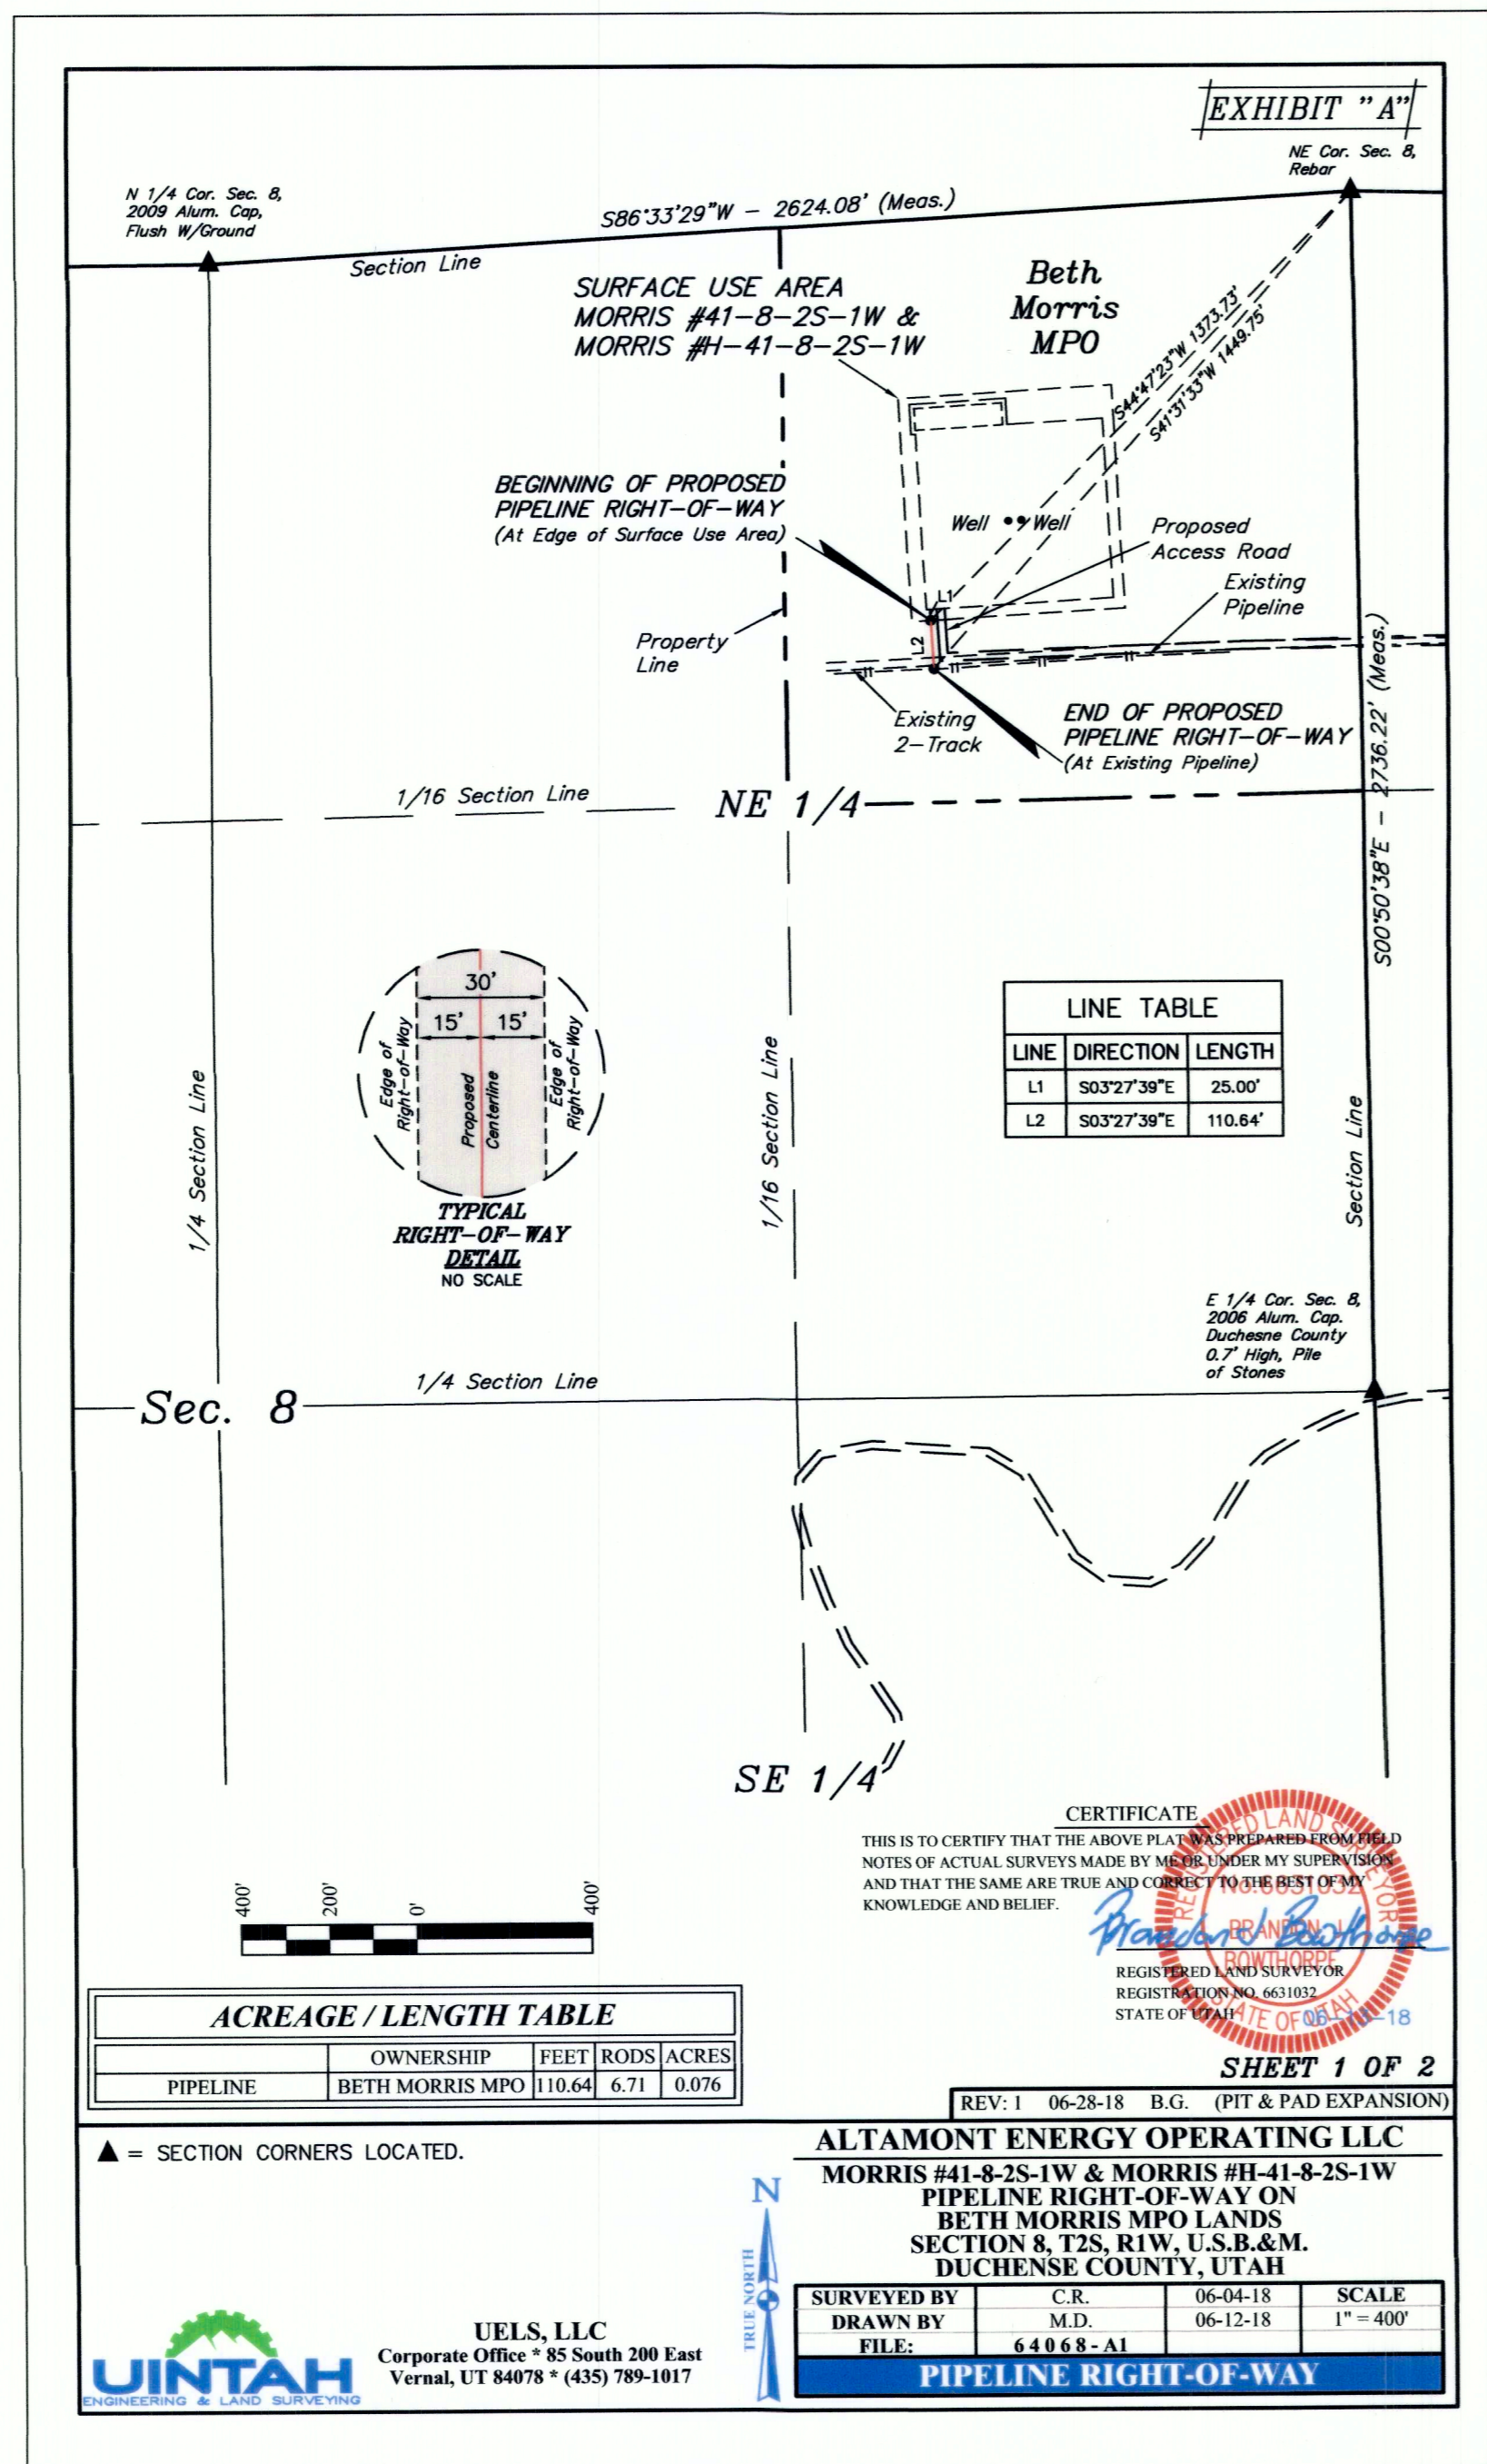 EXHIBIT "A"
NE Cor. Sec. 8,
Rebar
N 1/4 Cor. Sec. 8,
2009 Alum. Cap,
Flush W/Ground
S86°33'29"W - 2624.08' (Meas.)
Section Line
SURFACE USE AREA
MORRIS #41-8-2S-1W &
MORRIS #H-41-8-2S-1W
Beth
Morris
MPO
S44°47'23"W 1373.73'
S41°31'33"W 1449.75'
BEGINNING OF PROPOSED
PIPELINE RIGHT-OF-WAY
(At Edge of Surface Use Area)
Well
Well
Proposed
Access Road
Existing
Pipeline
L1
L2
Property
Line
Existing
2-Track
END OF PROPOSED
PIPELINE RIGHT-OF-WAY
(At Existing Pipeline)
S00°50'38"E - 2736.22' (Meas.)
1/16 Section Line
NE 1/4
30'
15'
15'
Edge of
Right-of-Way
Proposed
Centerline
Edge of
Right-of-Way
TYPICAL
RIGHT-OF-WAY
DETAIL
NO SCALE
1/4 Section Line
1/16 Section Line
LINE TABLE
LINE DIRECTION LENGTH
L1 S03°27'39"E 25.00'
L2 S03°27'39"E 110.64'
Section Line
E 1/4 Cor. Sec. 8,
2006 Alum. Cap.
Duchesne County
0.7' High, Pile
of Stones
1/4 Section Line
Sec. 8
SE 1/4
CERTIFICATE
THIS IS TO CERTIFY THAT THE ABOVE PLAT WAS PREPARED FROM FIELD
NOTES OF ACTUAL SURVEYS MADE BY ME OR UNDER MY SUPERVISION
AND THAT THE SAME ARE TRUE AND CORRECT TO THE BEST OF MY
KNOWLEDGE AND BELIEF.
REGISTERED LAND SURVEYOR
No. 6631032
BRANDON J.
BOWTHORPE
STATE OF UTAH
Brandon J Bowthorpe
REGISTERED LAND SURVEYOR
REGISTRATION NO. 6631032
STATE OF UTAH
400' 200' 0' 400'
ACREAGE / LENGTH TABLE
OWNERSHIP FEET RODS ACRES
PIPELINE BETH MORRIS MPO 110.64 6.71 0.076
SHEET 1 OF 2
REV: 1 06-28-18 B.G. (PIT & PAD EXPANSION)
▲ = SECTION CORNERS LOCATED.
ALTAMONT ENERGY OPERATING LLC
MORRIS #41-8-2S-1W & MORRIS #H-41-8-2S-1W
PIPELINE RIGHT-OF-WAY ON
BETH MORRIS MPO LANDS
SECTION 8, T2S, R1W, U.S.B.&M.
DUCHENSE COUNTY, UTAH
N
TRUE NORTH
SURVEYED BY C.R. 06-04-18 SCALE
DRAWN BY M.D. 06-12-18 1" = 400'
FILE: 64068-A1
PIPELINE RIGHT-OF-WAY
UINTAH
ENGINEERING & LAND SURVEYING
UELS, LLC
Corporate Office * 85 South 200 East
Vernal, UT 84078 * (435) 789-1017